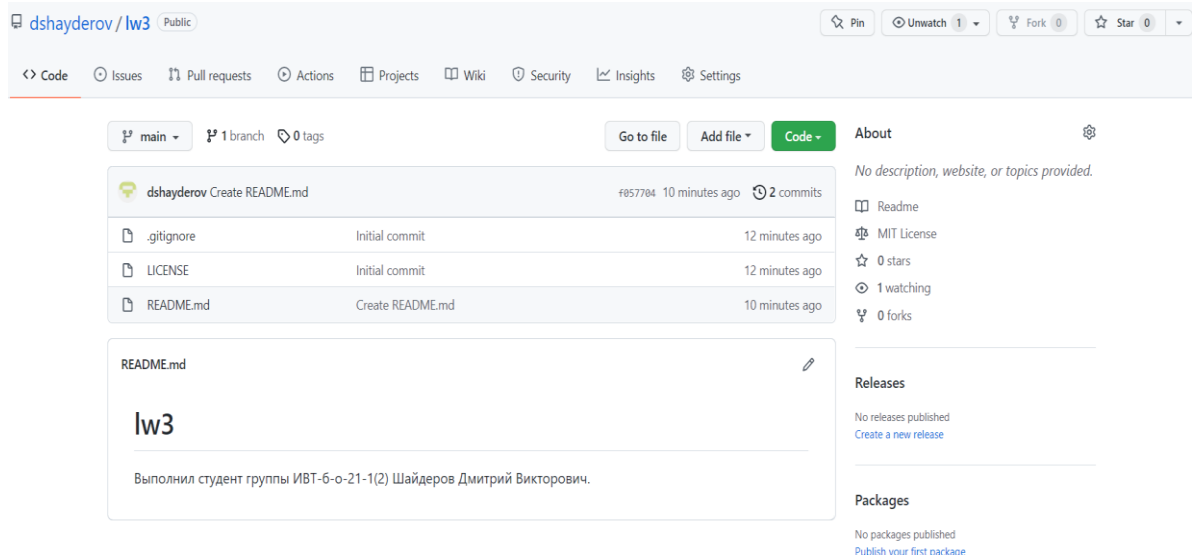 dshayderov / lw3 Public
Pin Unwatch 1 Fork 0 Star 0
Code Issues Pull requests Actions Projects Wiki Security Insights Settings
main 1 branch 0 tags Go to file Add file Code
dshayderov Create README.md f057704 10 minutes ago 2 commits
.gitignore Initial commit 12 minutes ago
LICENSE Initial commit 12 minutes ago
README.md Create README.md 10 minutes ago
README.md
lw3
Выполнил студент группы ИВТ-б-о-21-1(2) Шайдеров Дмитрий Викторович.
About
No description, website, or topics provided.
Readme
MIT License
0 stars
1 watching
0 forks
Releases
No releases published
Create a new release
Packages
No packages published
Publish your first package